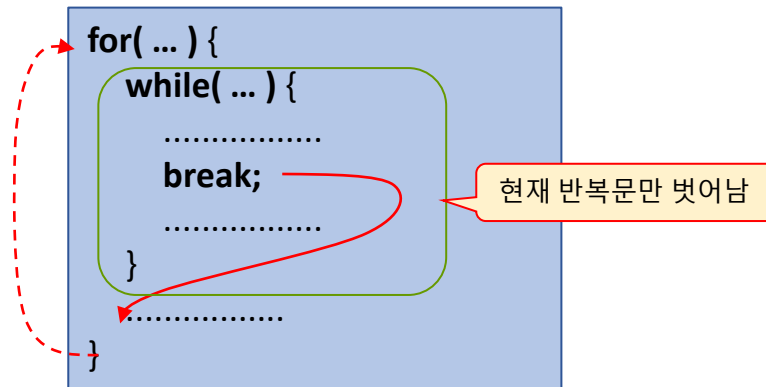 for( … ) {
while( … ) {
.................
break;
현재 반복문만 벗어남
.................
}
.................
}